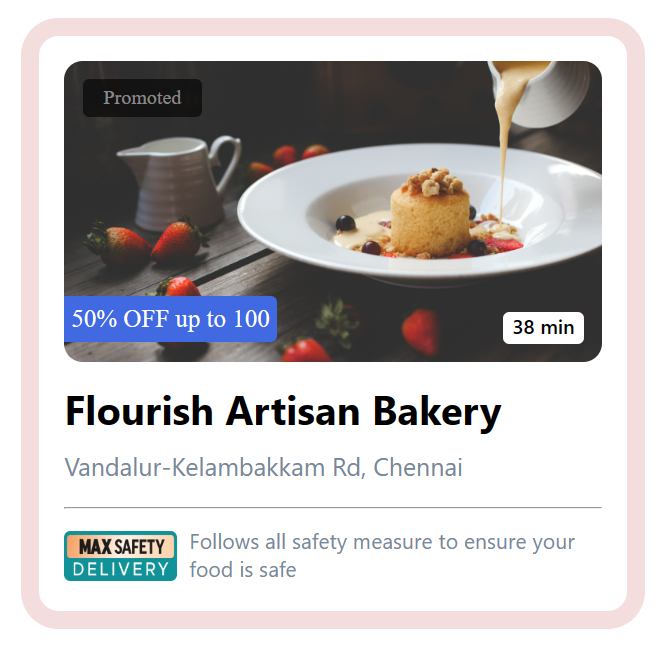 Promoted
50% OFF up to 100
38 min
Flourish Artisan Bakery
Vandalur-Kelambakkam Rd, Chennai
MAX SAFETY
DELIVERY
Follows all safety measure to ensure your
food is safe